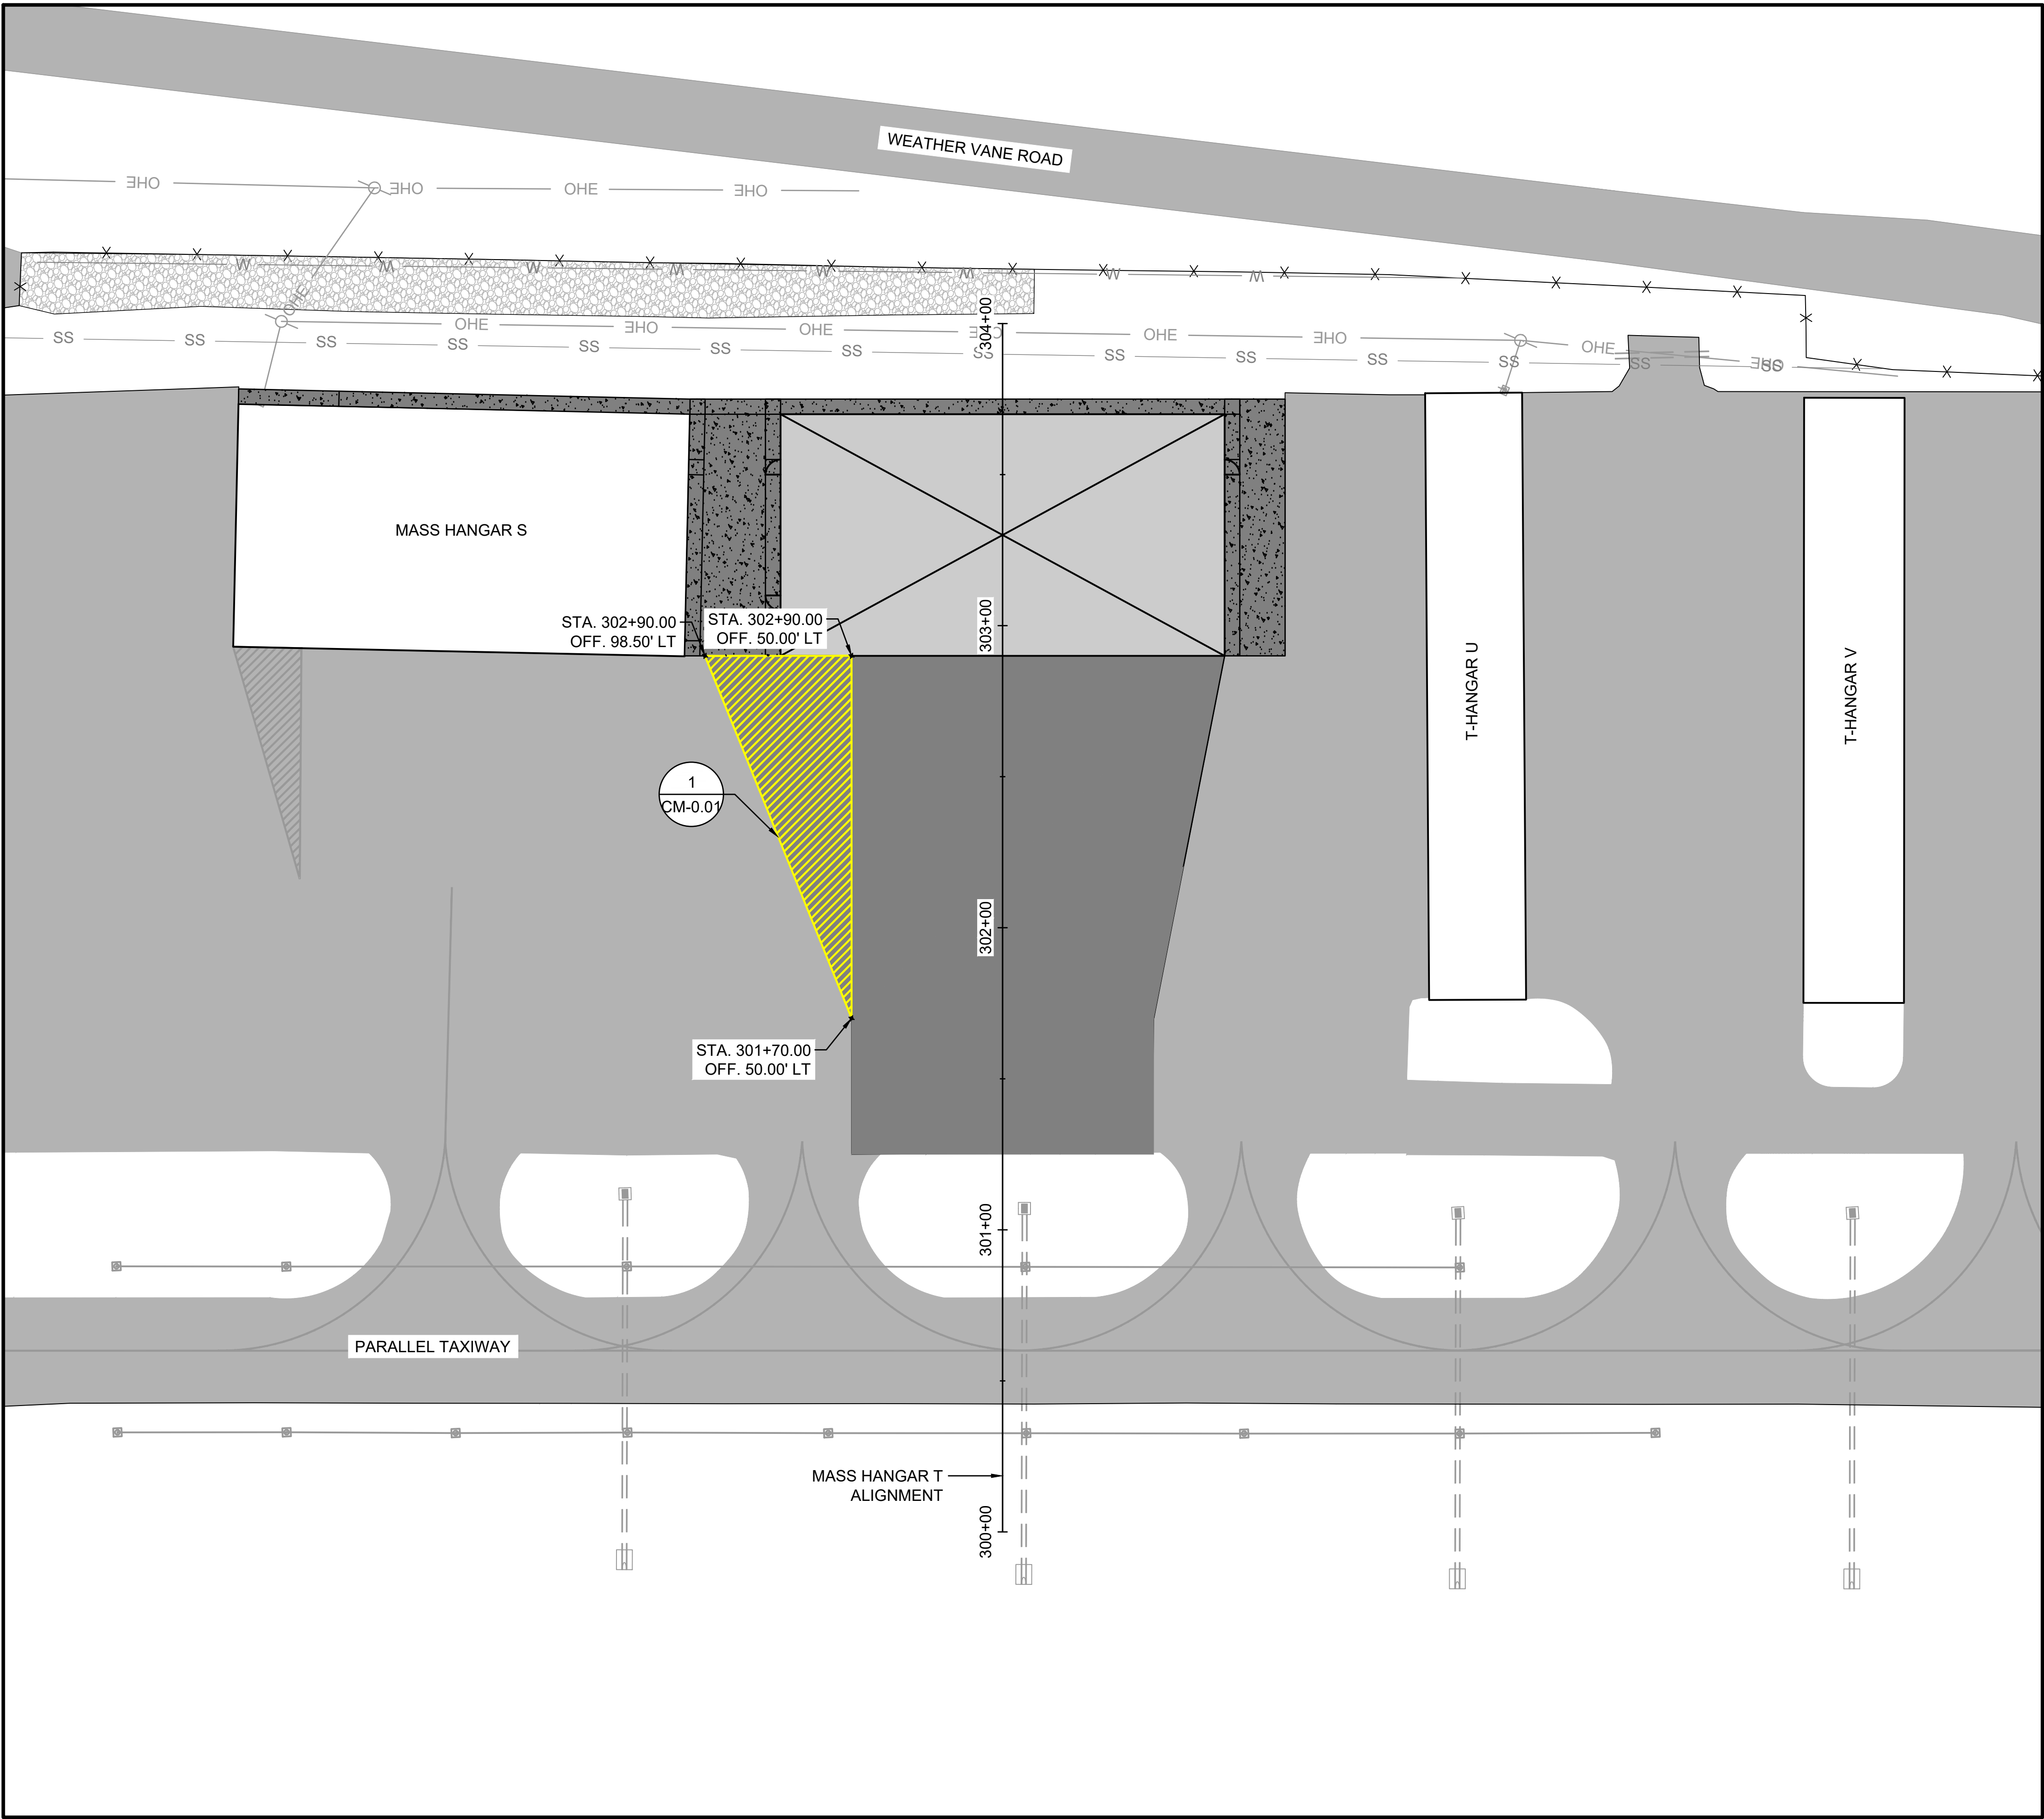 WEATHER VANE ROAD
OHE OHE OHE OHE
W W W W W W W W
OHE
OHE OHE OHE OHE OHE OHE OHE OHE
SS SS SS SS SS SS SS SS SS SS SS SS SS SS
304+00
MASS HANGAR S
STA. 302+90.00
OFF. 98.50' LT
STA. 302+90.00
OFF. 50.00' LT
303+00
T-HANGAR U
T-HANGAR V
1
CM-0.01
302+00
STA. 301+70.00
OFF. 50.00' LT
301+00
PARALLEL TAXIWAY
MASS HANGAR T
ALIGNMENT
300+00